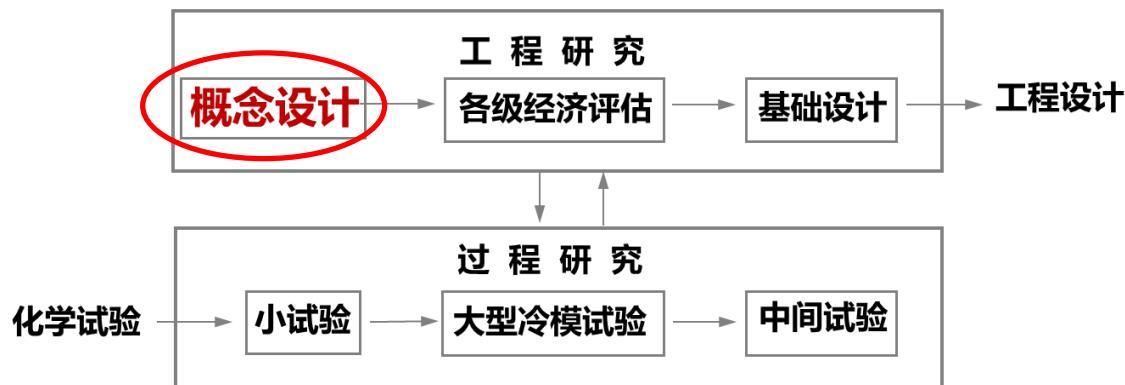 工程研究
概念设计
各级经济评估
基础设计
工程设计
过程研究
化学试验
小试验
大型冷模试验
中间试验